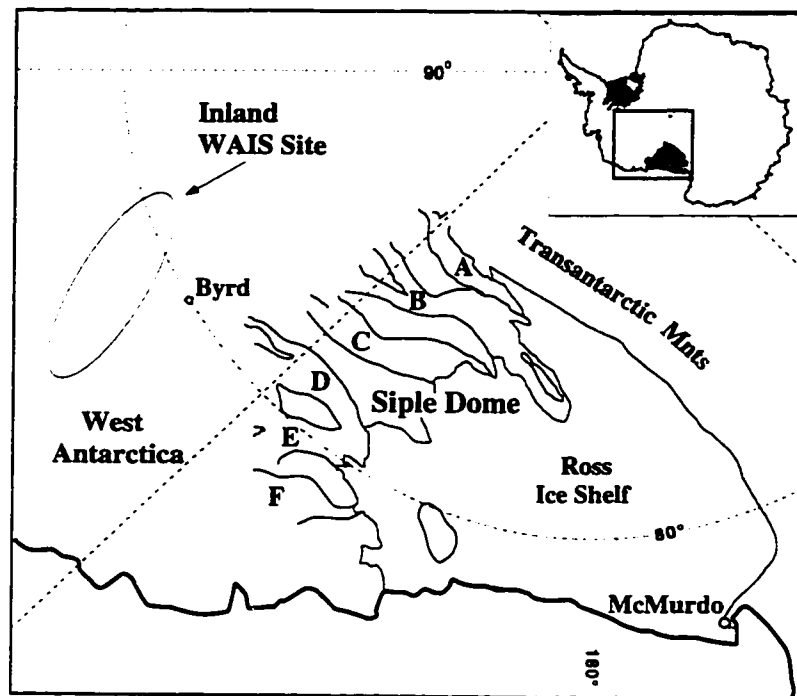 90°
Inland
WAIS Site
Transantarctic Mnts
A
Byrd
B
C
D
Siple Dome
West
Antarctica
E
Ross
Ice Shelf
F
80°
McMurdo
180°